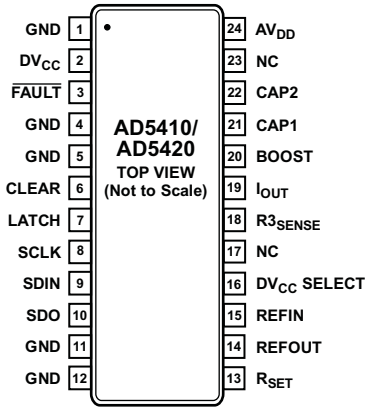 GND 1
DVCC 2
FAULT 3
GND 4
GND 5
CLEAR 6
LATCH 7
SCLK 8
SDIN 9
SDO 10
GND 11
GND 12
AD5410/
AD5420
TOP VIEW
(Not to Scale)
24 AVDD
23 NC
22 CAP2
21 CAP1
20 BOOST
19 IOUT
18 R3SENSE
17 NC
16 DVCC SELECT
15 REFIN
14 REFOUT
13 RSET